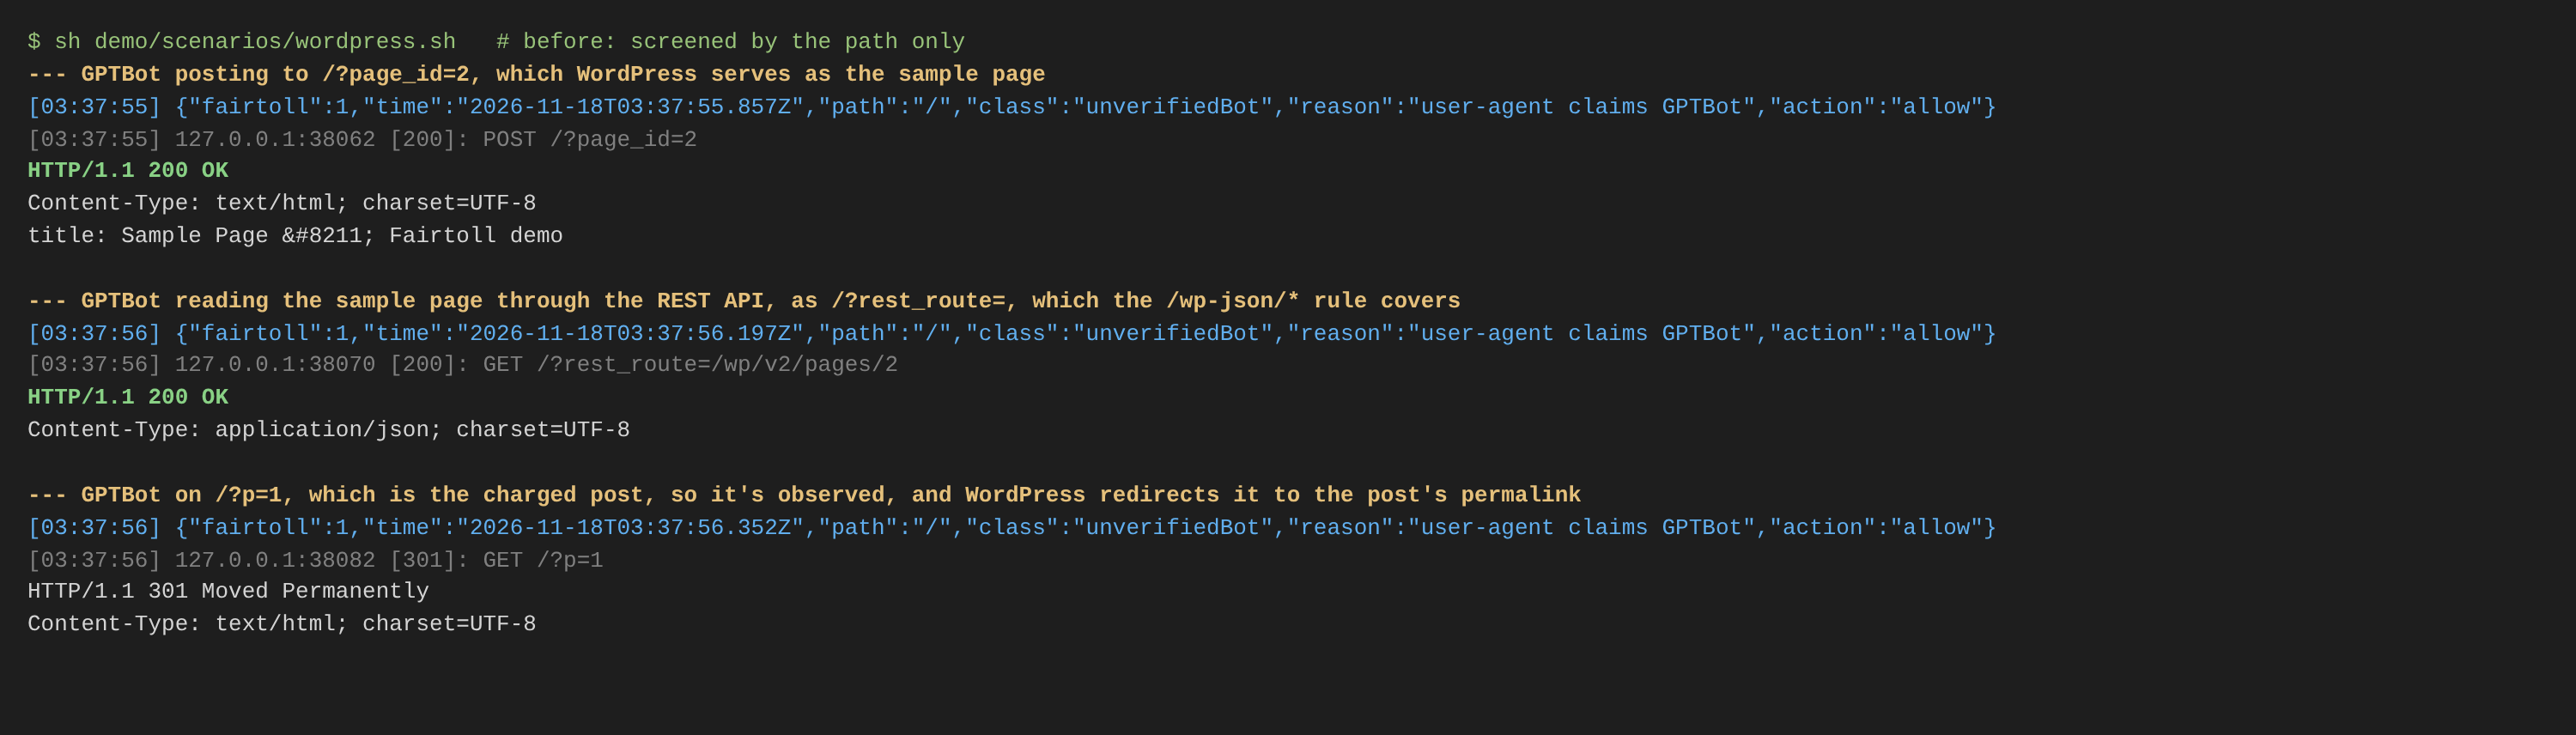 $ sh demo/scenarios/wordpress.sh   # before: screened by the path only
--- GPTBot posting to /?page_id=2, which WordPress serves as the sample page
[03:37:55] {"fairtoll":1,"time":"2026-11-18T03:37:55.857Z","path":"/","class":"unverifiedBot","reason":"user-agent claims GPTBot","action":"allow"}
[03:37:55] 127.0.0.1:38062 [200]: POST /?page_id=2
HTTP/1.1 200 OK
Content-Type: text/html; charset=UTF-8
title: Sample Page &#8211; Fairtoll demo
--- GPTBot reading the sample page through the REST API, as /?rest_route=, which the /wp-json/* rule covers
[03:37:56] {"fairtoll":1,"time":"2026-11-18T03:37:56.197Z","path":"/","class":"unverifiedBot","reason":"user-agent claims GPTBot","action":"allow"}
[03:37:56] 127.0.0.1:38070 [200]: GET /?rest_route=/wp/v2/pages/2
HTTP/1.1 200 OK
Content-Type: application/json; charset=UTF-8
--- GPTBot on /?p=1, which is the charged post, so it's observed, and WordPress redirects it to the post's permalink
[03:37:56] {"fairtoll":1,"time":"2026-11-18T03:37:56.352Z","path":"/","class":"unverifiedBot","reason":"user-agent claims GPTBot","action":"allow"}
[03:37:56] 127.0.0.1:38082 [301]: GET /?p=1
HTTP/1.1 301 Moved Permanently
Content-Type: text/html; charset=UTF-8